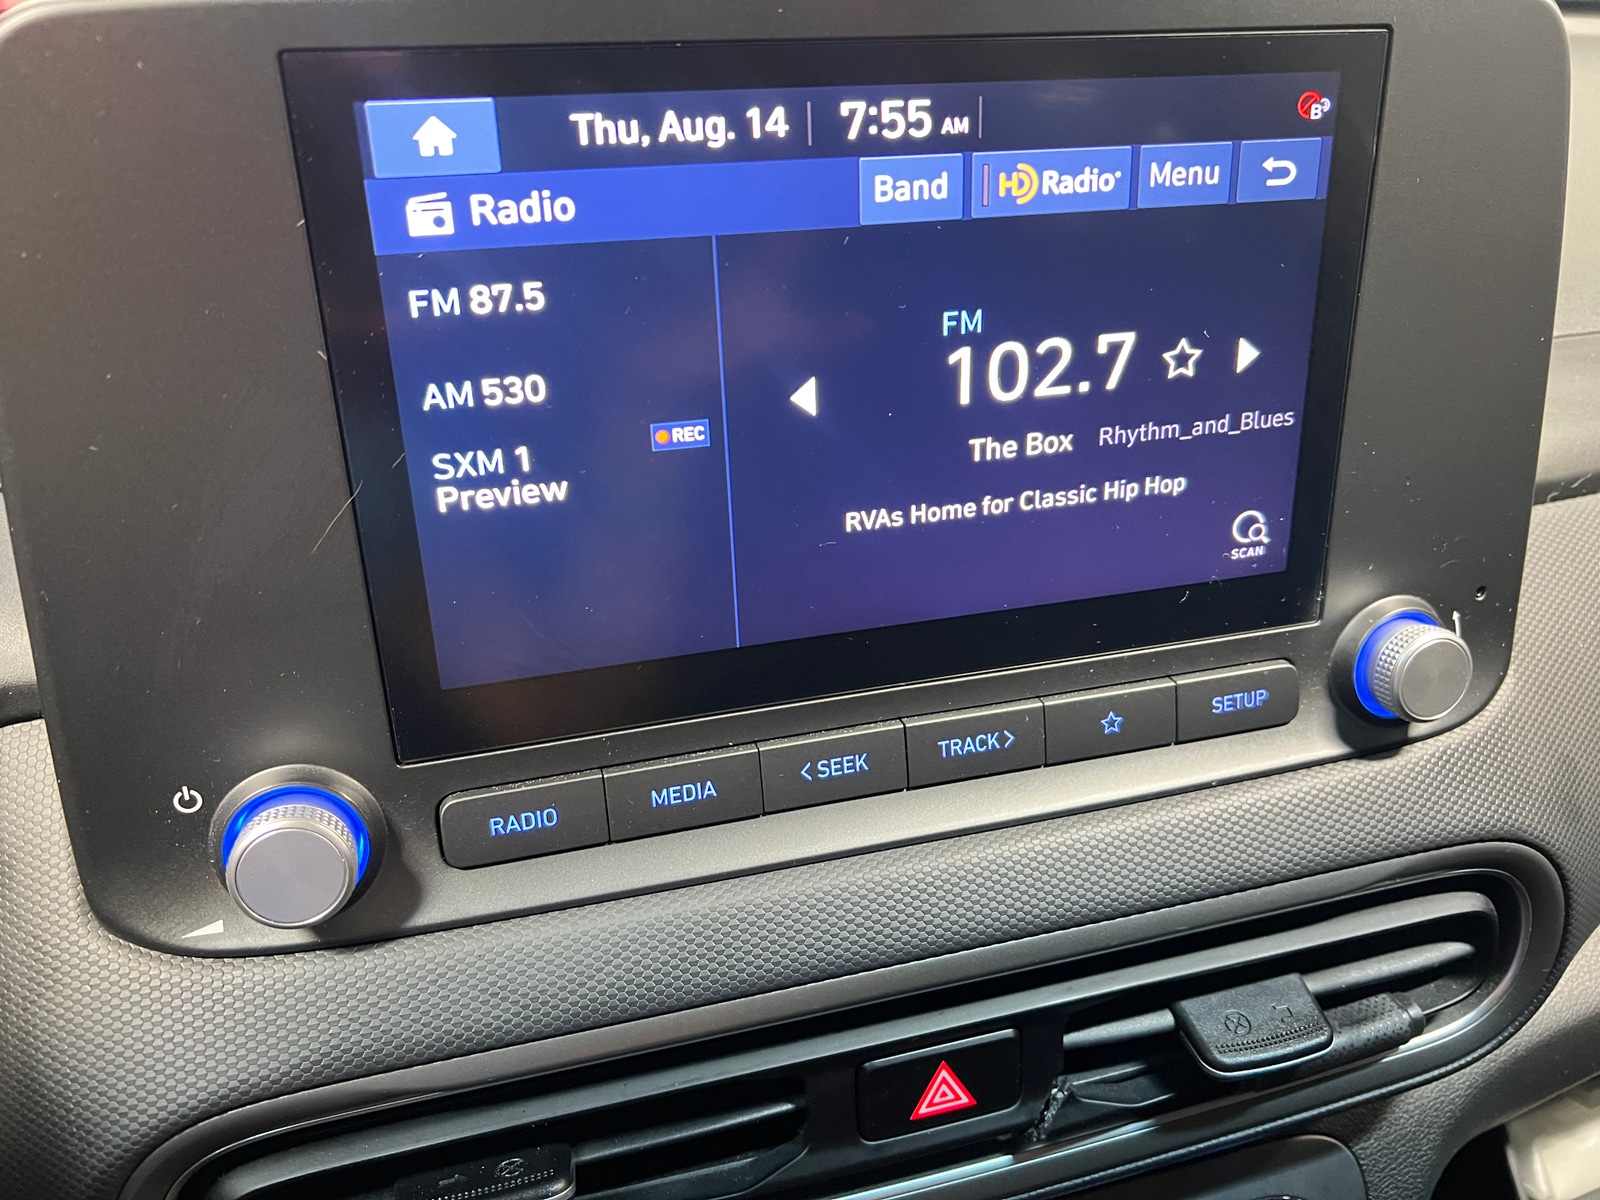 Thu, Aug. 14 7:55 AM
B
Radio
Band
HD Radio
Menu
FM 87.5
AM 530
SXM 1
Preview
REC
FM
102.7
The Box Rhythm_and_Blues
RVAs Home for Classic Hip Hop
SCAN
RADIO
MEDIA
< SEEK
TRACK >
SETUP